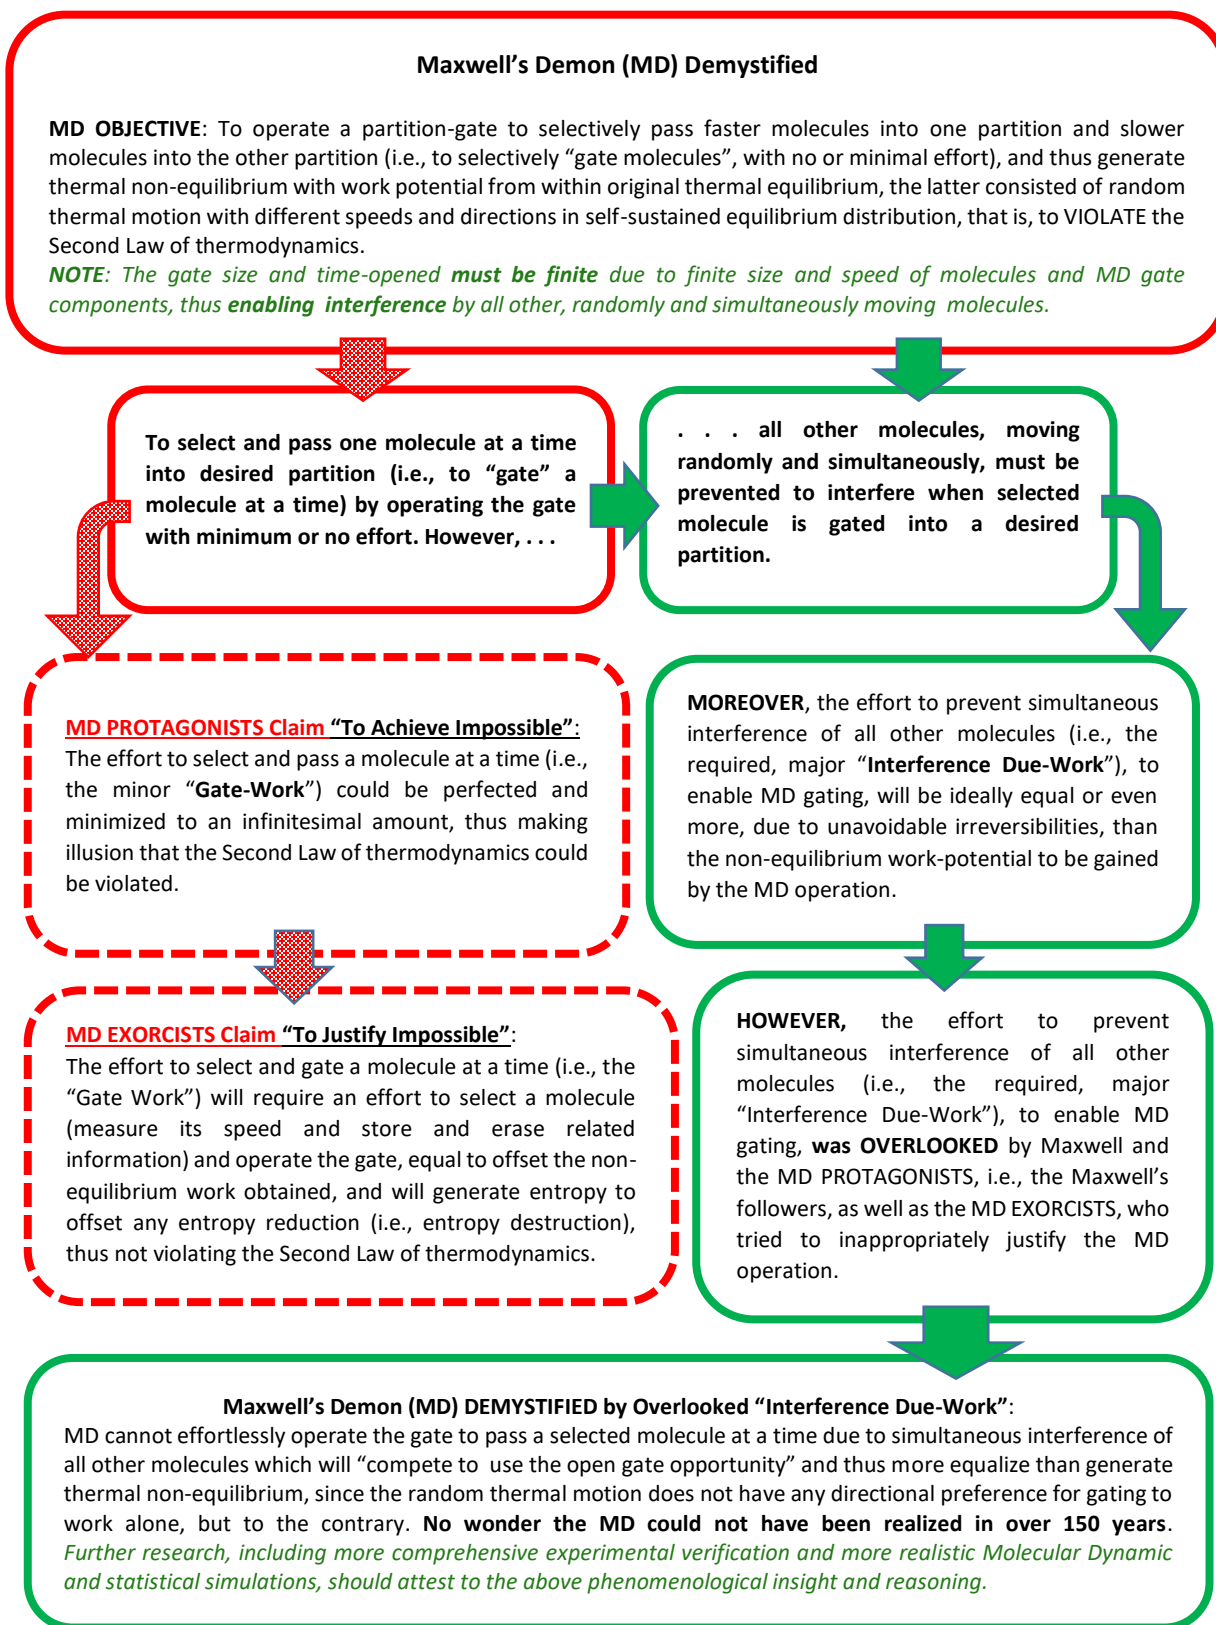 Maxwell’s Demon (MD) Demystified
MD OBJECTIVE: To operate a partition-gate to selectively pass faster molecules into one partition and slower
molecules into the other partition (i.e., to selectively “gate molecules”, with no or minimal effort), and thus generate
thermal non-equilibrium with work potential from within original thermal equilibrium, the latter consisted of random
thermal motion with different speeds and directions in self-sustained equilibrium distribution, that is, to VIOLATE the
Second Law of thermodynamics.
NOTE: The gate size and time-opened must be finite due to finite size and speed of molecules and MD gate
components, thus enabling interference by all other, randomly and simultaneously moving molecules.
To select and pass one molecule at a time
into desired partition (i.e., to “gate” a
molecule at a time) by operating the gate
with minimum or no effort. However, . . .
. . . all other molecules, moving
randomly and simultaneously, must be
prevented to interfere when selected
molecule is gated into a desired
partition.
MD PROTAGONISTS Claim “To Achieve Impossible”:
The effort to select and pass a molecule at a time (i.e.,
the minor “Gate-Work”) could be perfected and
minimized to an infinitesimal amount, thus making
illusion that the Second Law of thermodynamics could
be violated.
MOREOVER, the effort to prevent simultaneous
interference of all other molecules (i.e., the
required, major “Interference Due-Work”), to
enable MD gating, will be ideally equal or even
more, due to unavoidable irreversibilities, than
the non-equilibrium work-potential to be gained
by the MD operation.
MD EXORCISTS Claim “To Justify Impossible”:
The effort to select and gate a molecule at a time (i.e., the
“Gate Work”) will require an effort to select a molecule
(measure its speed and store and erase related
information) and operate the gate, equal to offset the non-
equilibrium work obtained, and will generate entropy to
offset any entropy reduction (i.e., entropy destruction),
thus not violating the Second Law of thermodynamics.
HOWEVER, the effort to prevent
simultaneous interference of all other
molecules (i.e., the required, major
“Interference Due-Work”), to enable MD
gating, was OVERLOOKED by Maxwell and
the MD PROTAGONISTS, i.e., the Maxwell’s
followers, as well as the MD EXORCISTS, who
tried to inappropriately justify the MD
operation.
Maxwell’s Demon (MD) DEMYSTIFIED by Overlooked “Interference Due-Work”:
MD cannot effortlessly operate the gate to pass a selected molecule at a time due to simultaneous interference of
all other molecules which will “compete to use the open gate opportunity” and thus more equalize than generate
thermal non-equilibrium, since the random thermal motion does not have any directional preference for gating to
work alone, but to the contrary. No wonder the MD could not have been realized in over 150 years.
Further research, including more comprehensive experimental verification and more realistic Molecular Dynamic
and statistical simulations, should attest to the above phenomenological insight and reasoning.